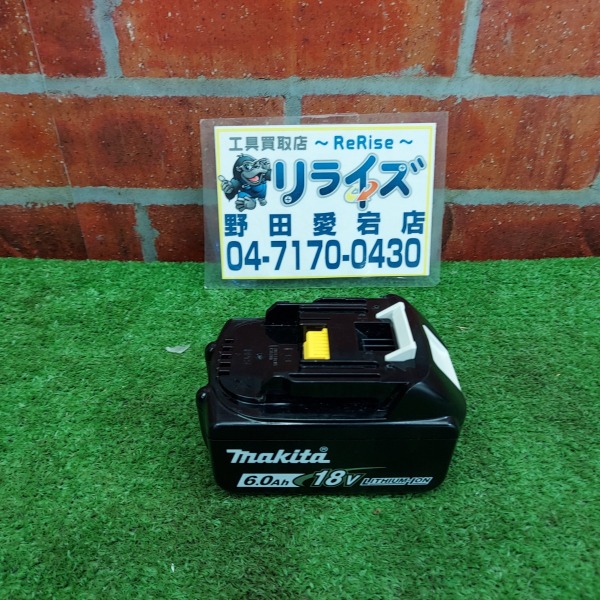 工具買取店 ~ ReRise ~
リライズ
野田愛宕店
04-7170-0430
makita®
6.0Ah 18V LITHIUM-ION